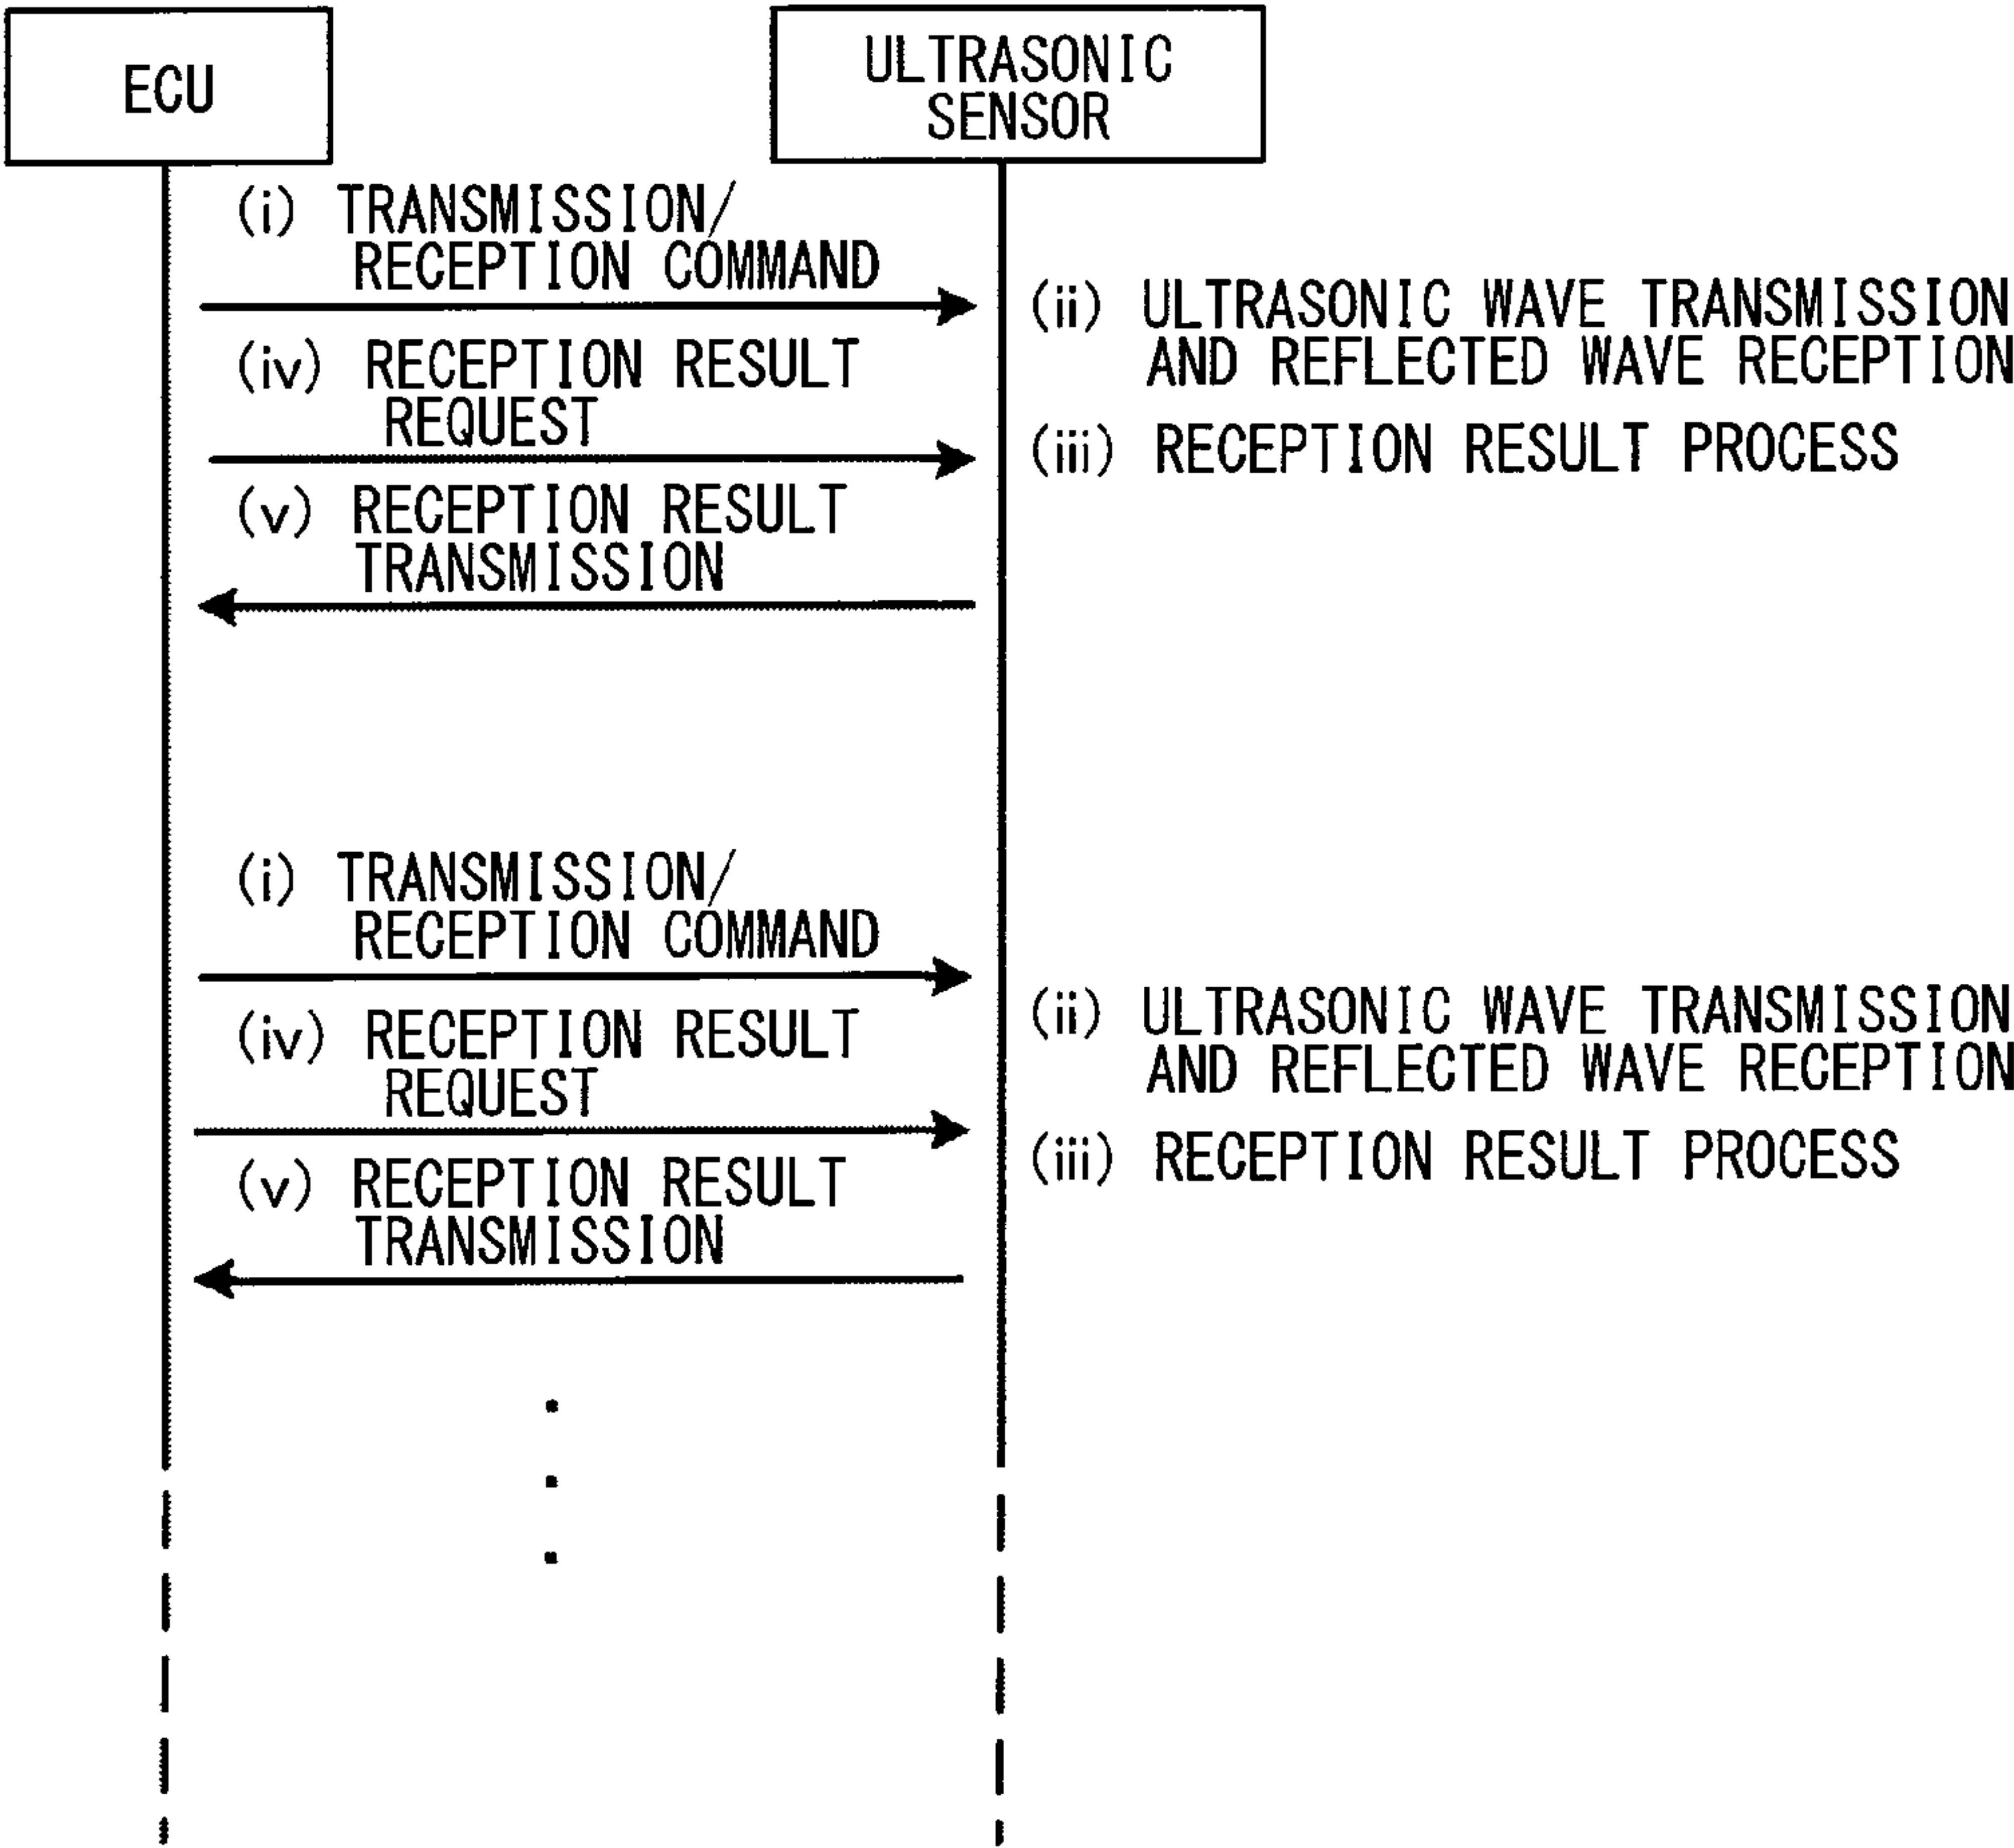 ECU
ULTRASONIC
SENSOR
(i) TRANSMISSION/
RECEPTION COMMAND
(ii) ULTRASONIC WAVE TRANSMISSION
AND REFLECTED WAVE RECEPTION
(iv) RECEPTION RESULT
REQUEST
(iii) RECEPTION RESULT PROCESS
(v) RECEPTION RESULT
TRANSMISSION
(i) TRANSMISSION/
RECEPTION COMMAND
(ii) ULTRASONIC WAVE TRANSMISSION
AND REFLECTED WAVE RECEPTION
(iv) RECEPTION RESULT
REQUEST
(iii) RECEPTION RESULT PROCESS
(v) RECEPTION RESULT
TRANSMISSION